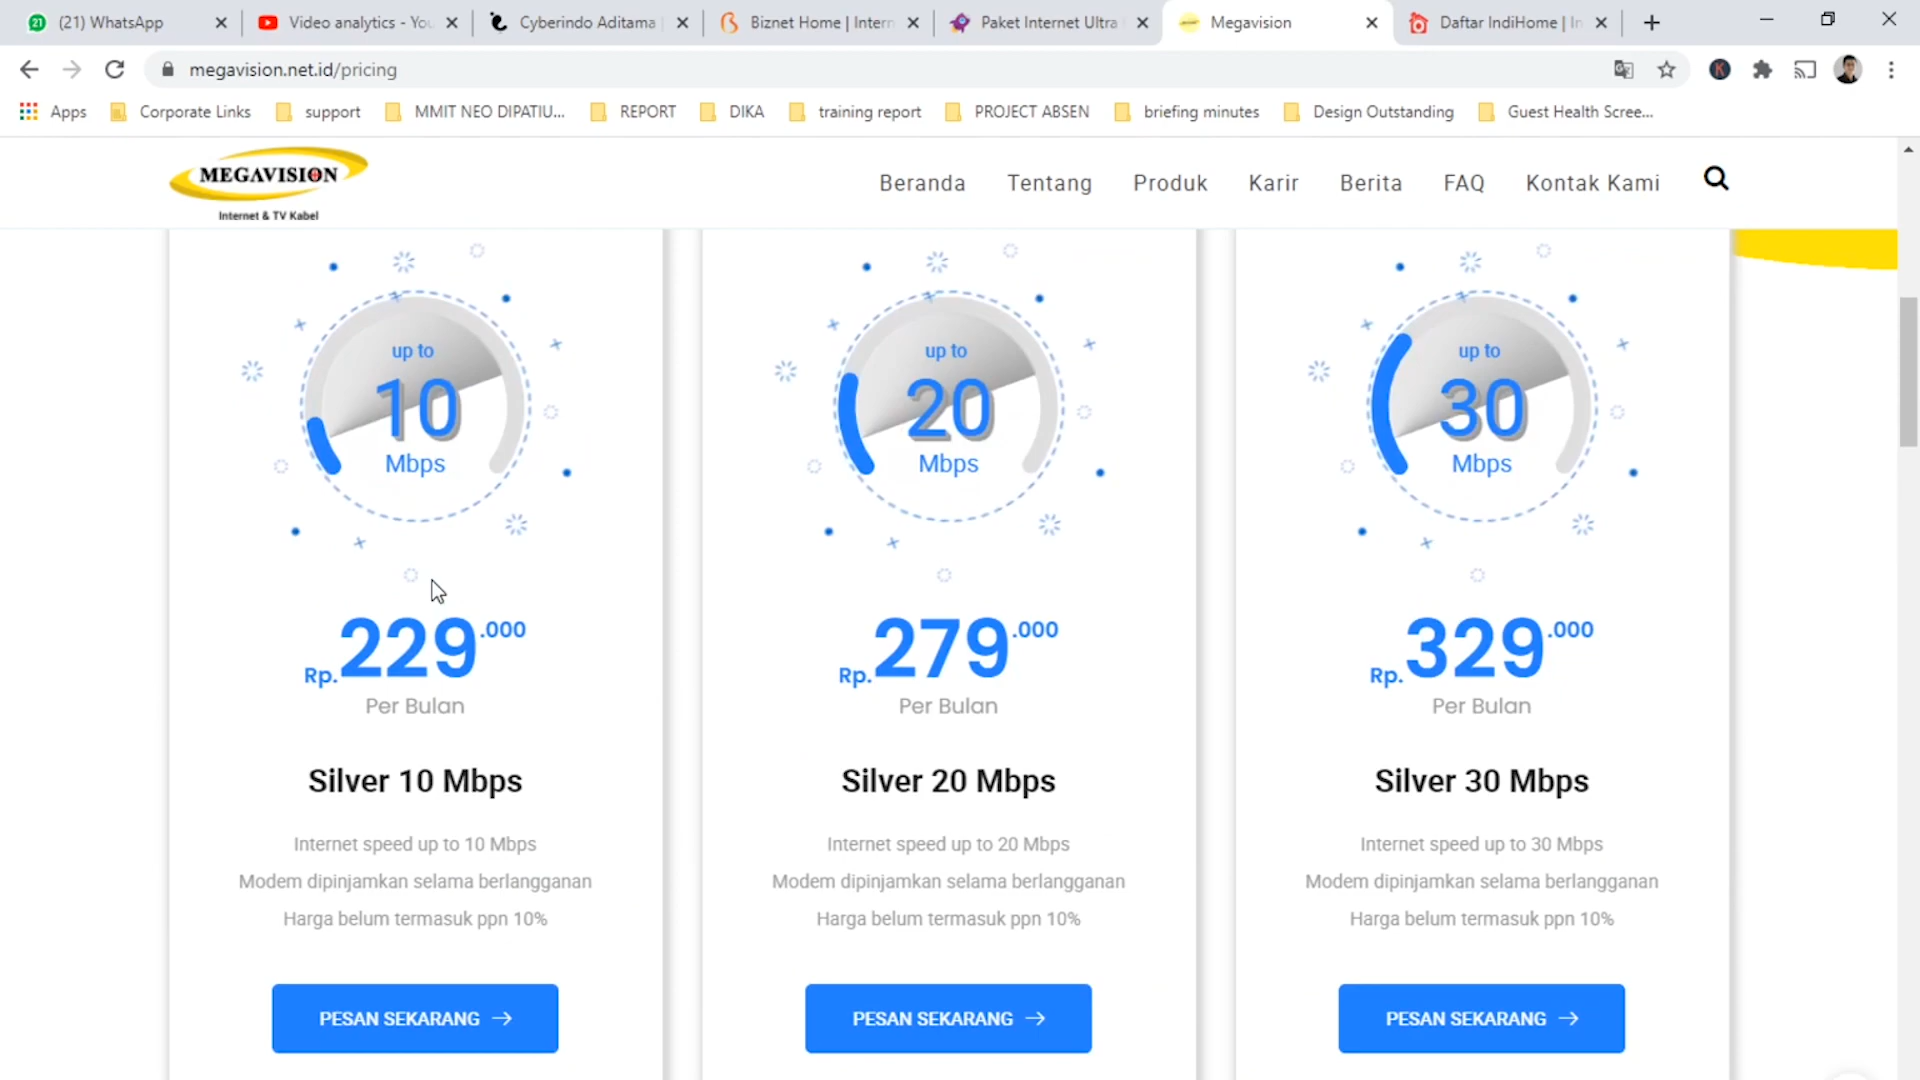 (21) WhatsApp
Video analytics - You
Cyberindo Aditama
Biznet Home | Intern
Paket Internet Ultra
Megavision
Daftar IndiHome | In
megavision.net.id/pricing
Apps
Corporate Links
support
MMIT NEO DIPATIU...
REPORT
DIKA
training report
PROJECT ABSEN
briefing minutes
Design Outstanding
Guest Health Scree...
MEGAVISION
Internet & TV Kabel
Beranda
Tentang
Produk
Karir
Berita
FAQ
Kontak Kami
up to
10
Mbps
Rp.229.000
Per Bulan
Silver 10 Mbps
Internet speed up to 10 Mbps
Modem dipinjamkan selama berlangganan
Harga belum termasuk ppn 10%
PESAN SEKARANG
up to
20
Mbps
Rp.279.000
Per Bulan
Silver 20 Mbps
Internet speed up to 20 Mbps
Modem dipinjamkan selama berlangganan
Harga belum termasuk ppn 10%
PESAN SEKARANG
up to
30
Mbps
Rp.329.000
Per Bulan
Silver 30 Mbps
Internet speed up to 30 Mbps
Modem dipinjamkan selama berlangganan
Harga belum termasuk ppn 10%
PESAN SEKARANG